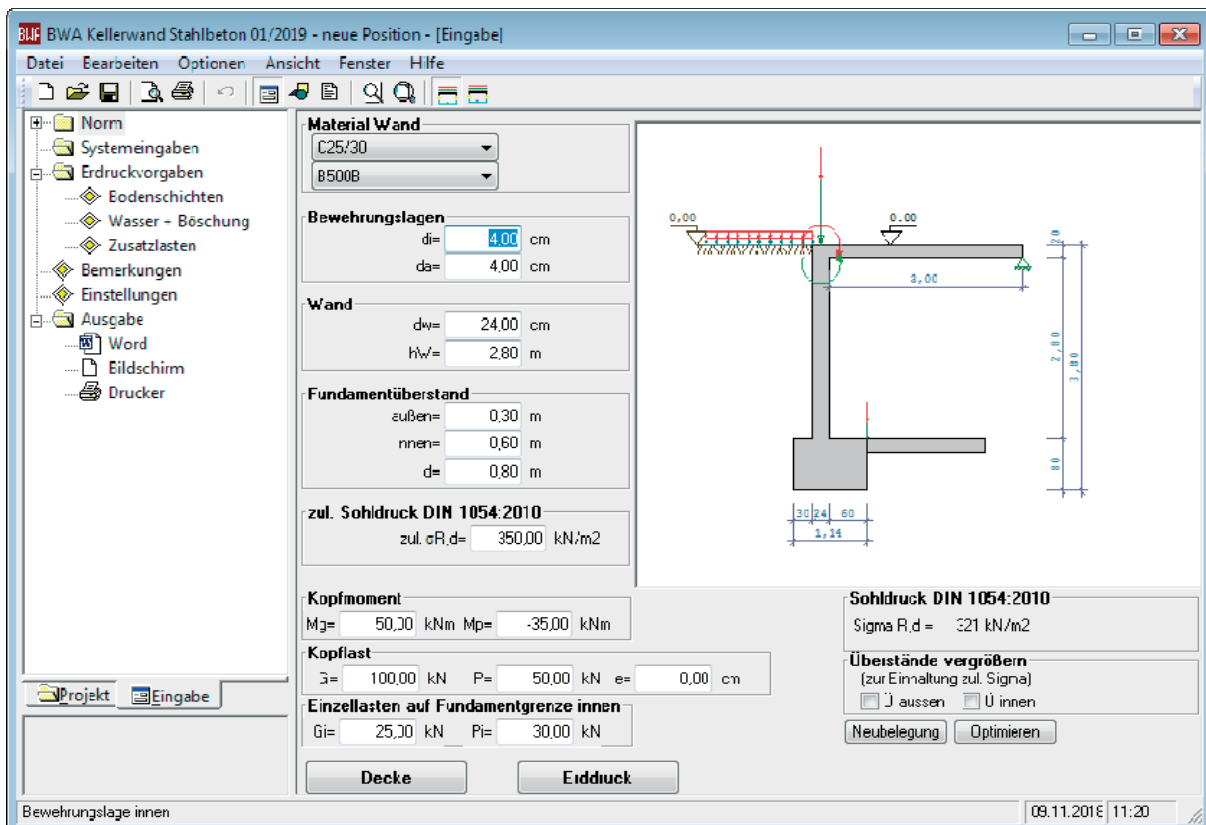 BWA Kellerwand Stahlbeton 01/2019 - neue Position - [Eingabe]
Datei Bearbeiten Optionen Ansicht Fenster Hilfe
Norm
Systemeingaben
Erdruckvorgaben
Bodenschichten
Wasser + Böschung
Zusatzlasten
Bemerkungen
Einstellungen
Ausgabe
Word
Bildschirm
Drucker
Projekt Eingabe
Material Wand
C25/30
B500B
Bewehrungslagen
di= 4,00 cm
da= 4,00 cm
Wand
dw= 24,00 cm
hW= 2,80 m
Fundamentüberstand
außen= 0,30 m
innen= 0,60 m
d= 0,80 m
zul. Sohldruck DIN 1054:2010
zul. σR,d= 350,00 kN/m2
Kopfmoment
Mg= 50,00 kNm Mp= -35,00 kNm
Kopflast
G= 100,00 kN P= 50,00 kN e= 0,00 cm
Einzellasten auf Fundamentgrenze innen
Gi= 25,00 kN Pi= 30,00 kN
Decke Erddruck
0,00 0.00
20
3,00
2,80
3,80
80
30 24 60
1,14
Sohldruck DIN 1054:2010
Sigma R,d = 321 kN/m2
Überstände vergrößern
(zur Einhaltung zul. Sigma)
Ü aussen Ü innen
Neubelegung Optimieren
Bewehrungslage innen 09.11.2018 11:20